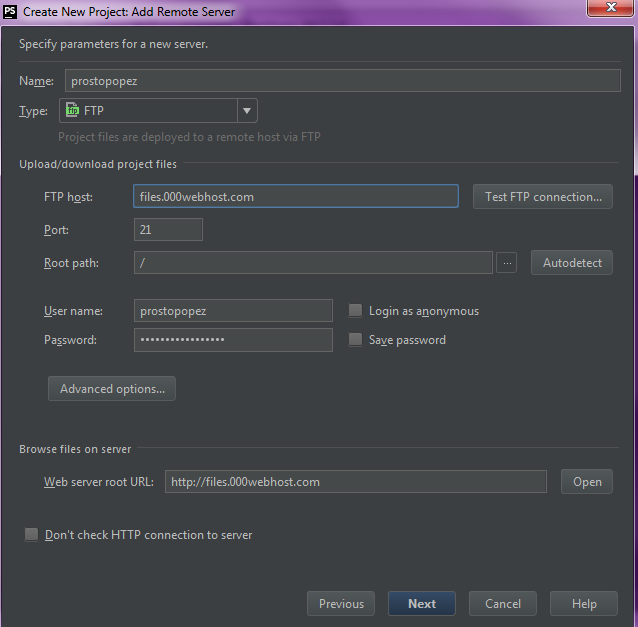 PS Create New Project: Add Remote Server
Specify parameters for a new server.
Name: prostopopez
Type: FTP
Project files are deployed to a remote host via FTP
Upload/download project files
FTP host: files.000webhost.com Test FTP connection...
Port: 21
Root path: / ... Autodetect
User name: prostopopez Login as anonymous
Password: ••••••••••••••••• Save password
Advanced options...
Browse files on server
Web server root URL: http://files.000webhost.com Open
Don't check HTTP connection to server
Previous Next Cancel Help